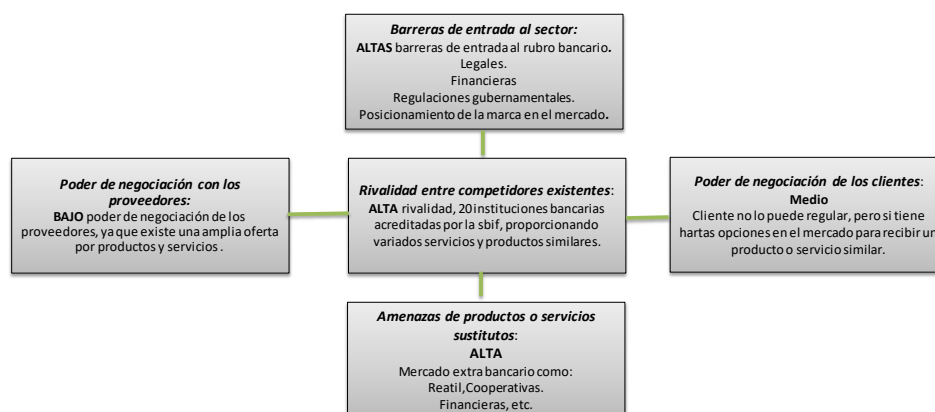 Barreras de entrada al sector:
ALTAS barreras de entrada al rubro bancario.
Legales.
Financieras
Regulaciones gubernamentales.
Posicionamiento de la marca en el mercado.
Poder de negociación con los
proveedores:
BAJO poder de negociación de los
proveedores, ya que existe una amplia oferta
por productos y servicios .
Rivalidad entre competidores existentes:
ALTA rivalidad, 20 instituciones bancarias
acreditadas por la sbif, proporcionando
variados servicios y productos similares.
Poder de negociación de los clientes:
Medio
Cliente no lo puede regular, pero si tiene
hartas opciones en el mercado para recibir un
producto o servicio similar.
Amenazas de productos o servicios
sustitutos:
ALTA
Mercado extra bancario como:
Reatil,Cooperativas.
Financieras, etc.